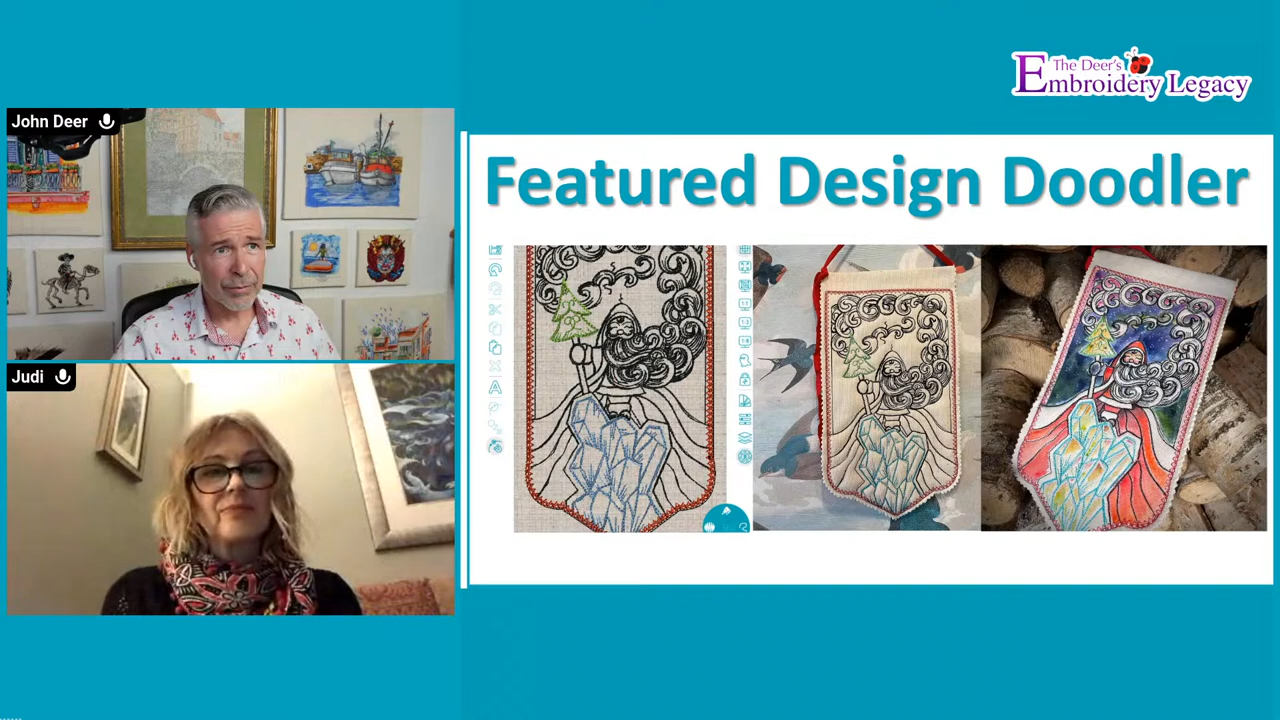 The Deer's
Embroidery Legacy
John Deer
Featured Design Doodler
Judi